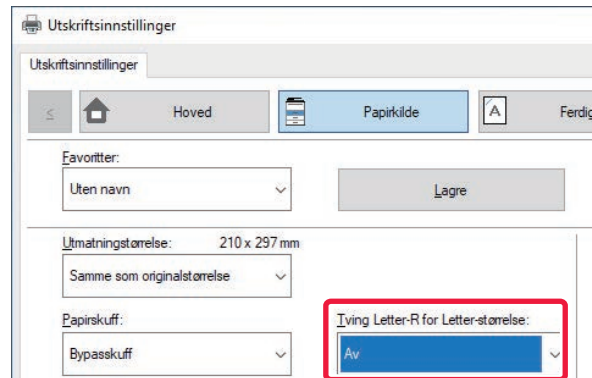 Utskriftsinnstillinger
Utskriftsinnstillinger
≤ Hoved Papirkilde A Ferdig
Favoritter:
Uten navn Lagre
Utmatningstørrelse: 210 x 297 mm
Samme som originalstørrelse
Papirskuff: Tving Letter-R for Letter-størrelse:
Bypasskuff Av